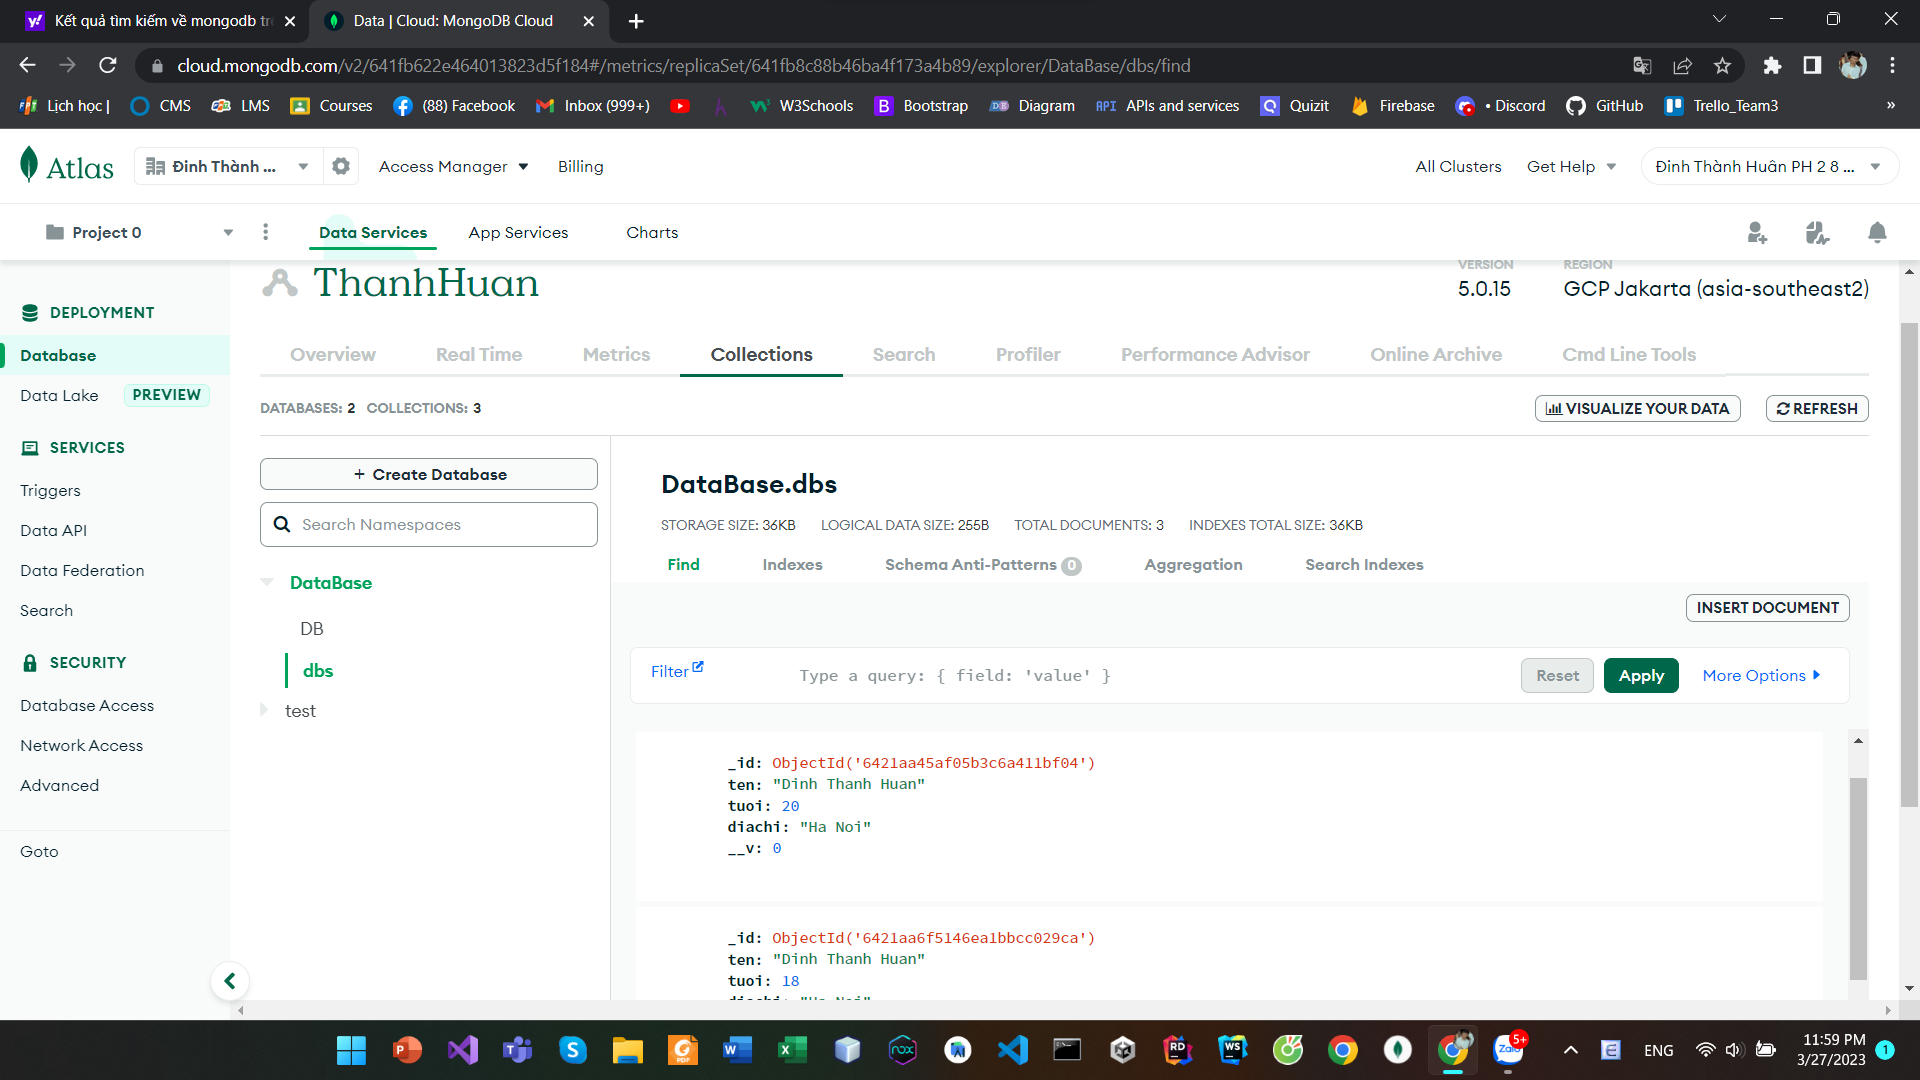 Kết quả tìm kiếm về mongodb tr
Data | Cloud: MongoDB Cloud
cloud.mongodb.com/v2/641fb622e464013823d5f184#/metrics/replicaSet/641fb8c88b46ba4f173a4b89/explorer/DataBase/dbs/find
Lịch học | CMS LMS Courses (88) Facebook Inbox (999+) W3Schools Bootstrap Diagram APIs and services Quizit Firebase • Discord GitHub Trello_Team3 »
Atlas Đinh Thành ... Access Manager Billing All Clusters Get Help Đinh Thành Huân PH 2 8 ...
Project 0 Data Services App Services Charts
ThanhHuan
VERSION REGION
5.0.15 GCP Jakarta (asia-southeast2)
DEPLOYMENT
Database
Data Lake PREVIEW
SERVICES
Triggers
Data API
Data Federation
Search
SECURITY
Database Access
Network Access
Advanced
Goto
Overview Real Time Metrics Collections Search Profiler Performance Advisor Online Archive Cmd Line Tools
DATABASES: 2 COLLECTIONS: 3
VISUALIZE YOUR DATA REFRESH
+ Create Database
Search Namespaces
DataBase
DB
dbs
test
DataBase.dbs
STORAGE SIZE: 36KB LOGICAL DATA SIZE: 255B TOTAL DOCUMENTS: 3 INDEXES TOTAL SIZE: 36KB
Find Indexes Schema Anti-Patterns 0 Aggregation Search Indexes
INSERT DOCUMENT
Filter Type a query: { field: 'value' } Reset Apply More Options
_id: ObjectId('6421aa45af05b3c6a411bf04')
ten: "Dinh Thanh Huan"
tuoi: 20
diachi: "Ha Noi"
__v: 0
_id: ObjectId('6421aa6f5146ea1bbcc029ca')
ten: "Dinh Thanh Huan"
tuoi: 18
diachi: "Ha Noi"
ENG
11:59 PM
3/27/2023
1